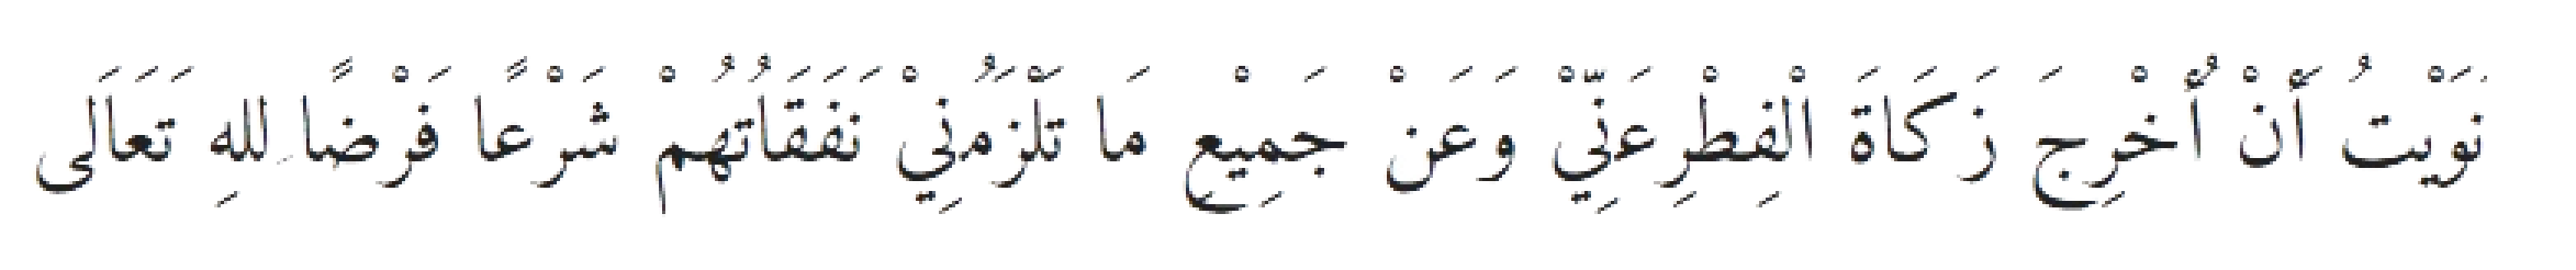 نَوَيْتُ أَنْ أُخْرِجَ زَكَاةَ الْفِطْرِ عَنِّيْ وَعَنْ جَمِيْعِ مَا تَلْزَمُنِيْ نَفَقَاتُهُمْ شَرْعًا فَرْضًا لِلهِ تَعَالَى